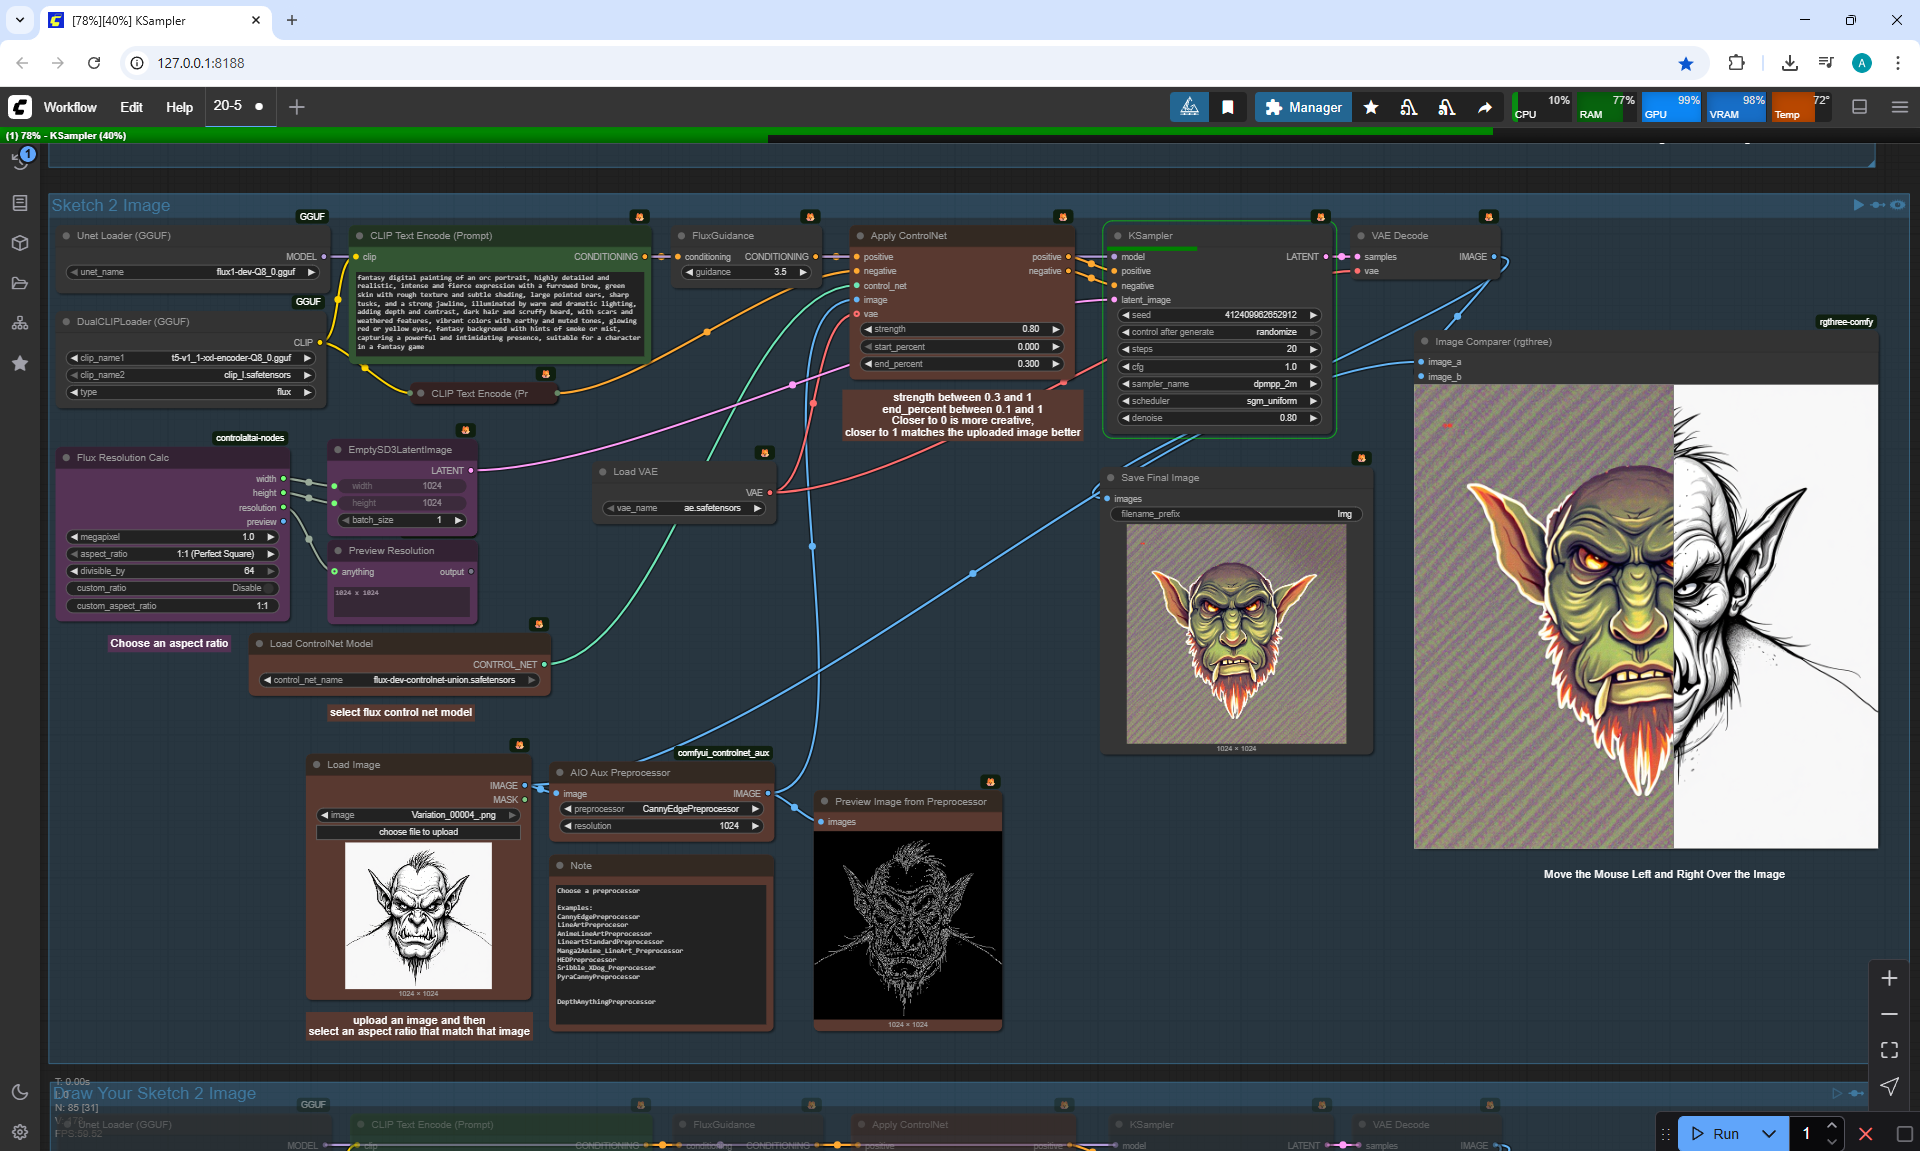 [78%][40%] KSampler
127.0.0.1:8188
Workflow Edit Help 20-5
Manager
CPU 10% RAM 77% GPU 99% VRAM 98% Temp 72°
(1) 78% - KSampler (40%)
1
Sketch 2 Image
GGUF
Unet Loader (GGUF)
MODEL
unet_name flux1-dev-Q8_0.gguf
GGUF
DualCLIPLoader (GGUF)
CLIP
clip_name1 t5-v1_1-xxl-encoder-Q8_0.gguf
clip_name2 clip_l.safetensors
type flux
CLIP Text Encode (Prompt)
clip CONDITIONING
fantasy digital painting of an orc portrait, highly detailed and
realistic, intense and fierce expression with a furrowed brow, green
skin with rough texture and subtle shading, large pointed ears, sharp
tusks, and a strong jawline, illuminated by warm and dramatic lighting,
adding depth and contrast, dark hair and scruffy beard, with scars and
weathered features, vibrant colors with earthy and muted tones, glowing
red or yellow eyes, fantasy background with hints of smoke or mist,
capturing a powerful and intimidating presence, suitable for a character
in a fantasy game
CLIP Text Encode (Pr
FluxGuidance
conditioning CONDITIONING
guidance 3.5
Apply ControlNet
positive positive
negative negative
control_net
image
vae
strength 0.80
start_percent 0.000
end_percent 0.300
strength between 0.3 and 1
end_percent between 0.1 and 1
Closer to 0 is more creative,
closer to 1 matches the uploaded image better
KSampler
model LATENT
positive
negative
latent_image
seed 412409962652912
control after generate randomize
steps 20
cfg 1.0
sampler_name dpmpp_2m
scheduler sgm_uniform
denoise 0.80
VAE Decode
samples IMAGE
vae
rgthree-comfy
Image Comparer (rgthree)
image_a
image_b
Move the Mouse Left and Right Over the Image
controlaltai-nodes
Flux Resolution Calc
width
height
resolution
preview
megapixel 1.0
aspect_ratio 1:1 (Perfect Square)
divisible_by 64
custom_ratio Disable
custom_aspect_ratio 1:1
Choose an aspect ratio
EmptySD3LatentImage
LATENT
width 1024
height 1024
batch_size 1
Preview Resolution
anything output
1024 x 1024
Load VAE
VAE
vae_name ae.safetensors
Save Final Image
images
filename_prefix Img
1024 × 1024
Load ControlNet Model
CONTROL_NET
control_net_name flux-dev-controlnet-union.safetensors
select flux control net model
Load Image
IMAGE
MASK
image Variation_00004_.png
choose file to upload
1024 × 1024
upload an image and then
select an aspect ratio that match that image
comfyui_controlnet_aux
AIO Aux Preprocessor
image IMAGE
preprocessor CannyEdgePreprocessor
resolution 1024
Note
Choose a preprocessor
Examples:
CannyEdgePreprocessor
LineArtPreprocesor
AnimeLineArtPreprocessor
LineartStandardPreprocessor
Manga2Anime_LineArt_Preprocessor
HEDPreprocessor
Sribble_XDog_Preprocessor
PyraCannyPreprocessor
DepthAnythingPreprocessor
Preview Image from Preprocessor
images
1024 × 1024
T: 0.00s
N: 85 [31]
FPS:59.52
Draw Your Sketch 2 Image
GGUF
Unet Loader (GGUF)
MODEL
CLIP Text Encode (Prompt)
clip CONDITIONING
FluxGuidance
conditioning CONDITIONING
Apply ControlNet
positive positive
KSampler
model LATENT
VAE Decode
samples IMAGE
Run 1
A